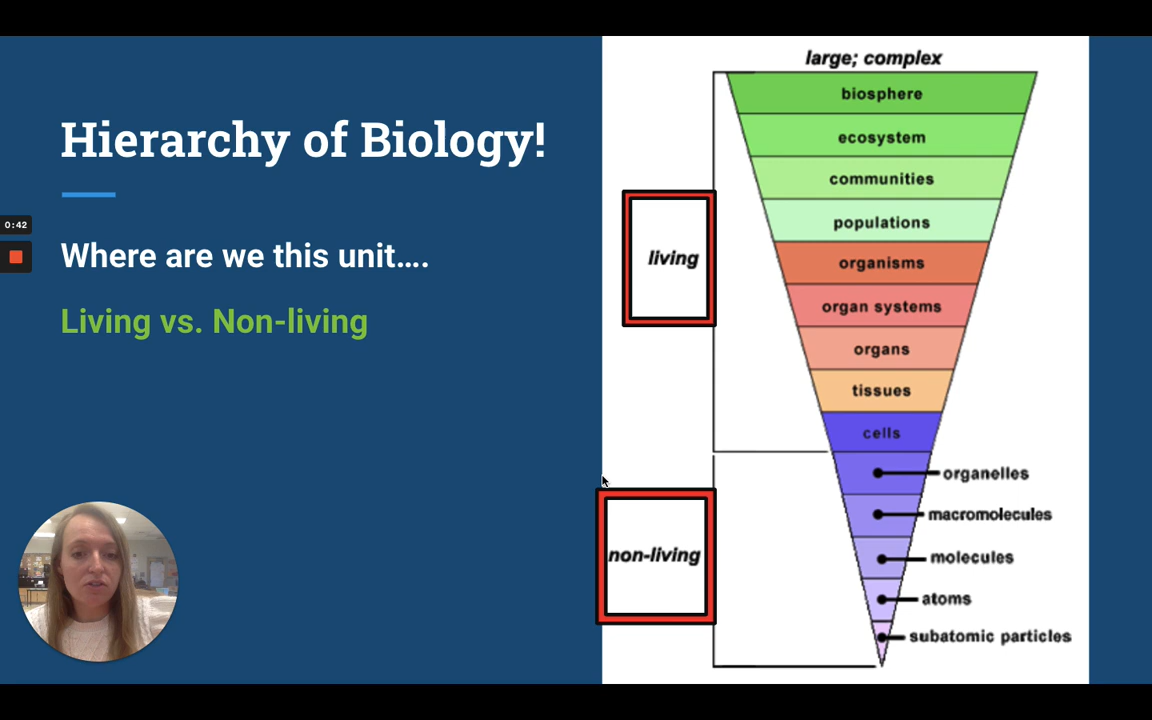 Hierarchy of Biology!
0:42
Where are we this unit....
Living vs. Non-living
large; complex
biosphere
ecosystem
communities
populations
living
organisms
organ systems
organs
tissues
cells
organelles
macromolecules
non-living
molecules
atoms
subatomic particles